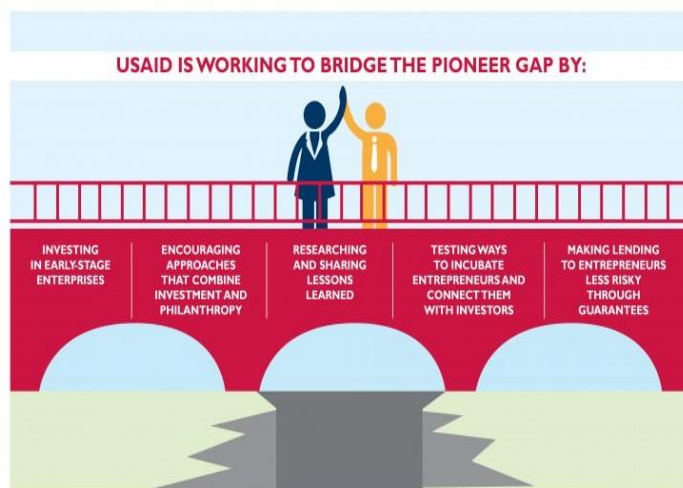 USAID IS WORKING TO BRIDGE THE PIONEER GAP BY:
INVESTING
IN EARLY-STAGE
ENTERPRISES
ENCOURAGING
APPROACHES
THAT COMBINE
INVESTMENT AND
PHILANTHROPY
RESEARCHING
AND SHARING
LESSONS
LEARNED
TESTING WAYS
TO INCUBATE
ENTREPRENEURS AND
CONNECT THEM
WITH INVESTORS
MAKING LENDING
TO ENTREPRENEURS
LESS RISKY
THROUGH
GUARANTEES